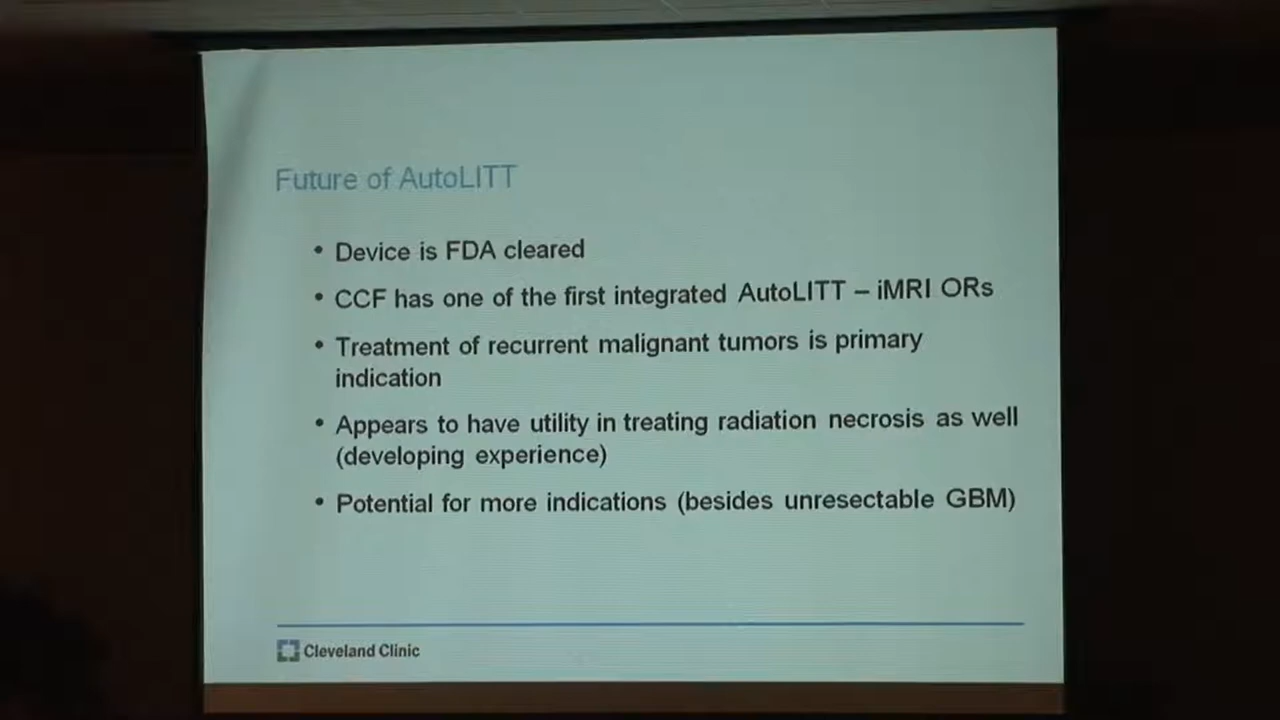 Future of AutoLITT
• Device is FDA cleared
• CCF has one of the first integrated AutoLITT – iMRI ORs
• Treatment of recurrent malignant tumors is primary
indication
• Appears to have utility in treating radiation necrosis as well
(developing experience)
• Potential for more indications (besides unresectable GBM)
Cleveland Clinic